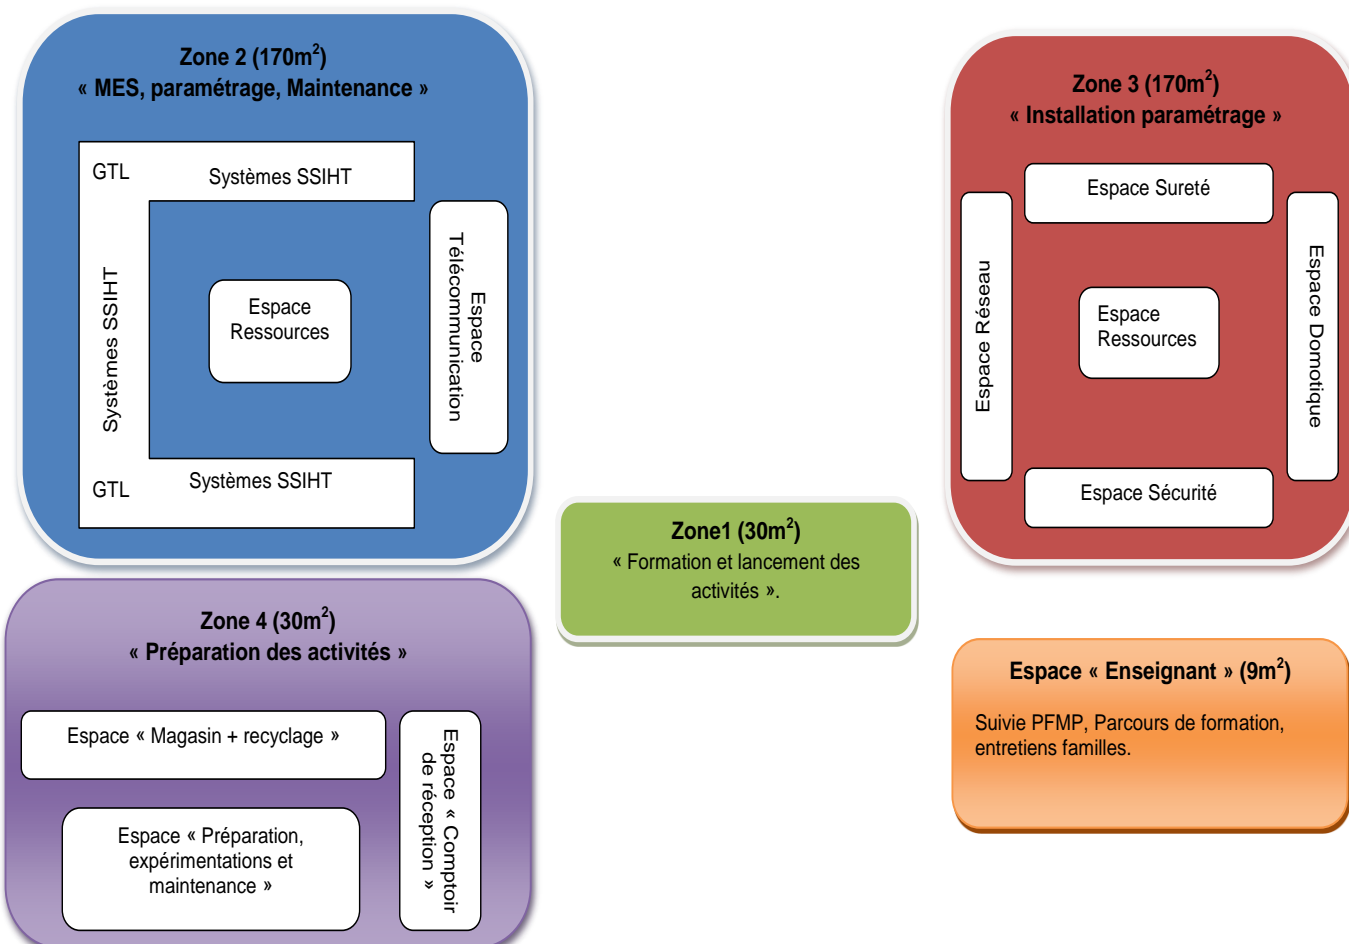 Zone 2 (170m²)
« MES, paramétrage, Maintenance »
GTL
Systèmes SSIHT
Systèmes SSIHT
Espace
Télécommunication
Espace
Ressources
GTL
Systèmes SSIHT
Zone 3 (170m²)
« Installation paramétrage »
Espace Sureté
Espace Réseau
Espace
Ressources
Espace Domotique
Espace Sécurité
Zone1 (30m²)
« Formation et lancement des
activités ».
Zone 4 (30m²)
« Préparation des activités »
Espace « Magasin + recyclage »
Espace « Comptoir
de réception »
Espace « Préparation,
expérimentations et
maintenance »
Espace « Enseignant » (9m²)
Suivie PFMP, Parcours de formation,
entretiens familles.